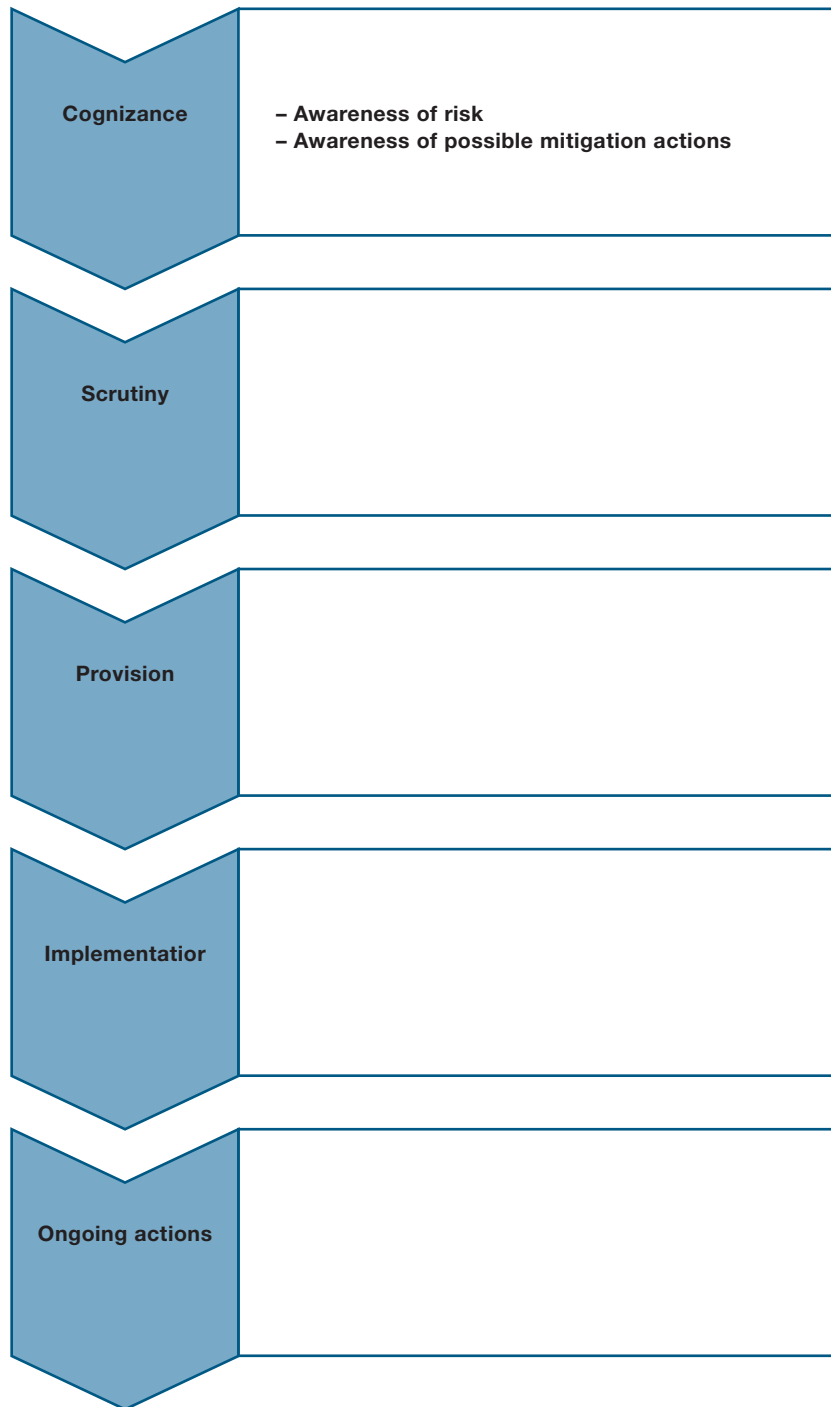 Cognizance
– Awareness of risk
– Awareness of possible mitigation actions
Scrutiny
Provision
Implementatior
Ongoing actions